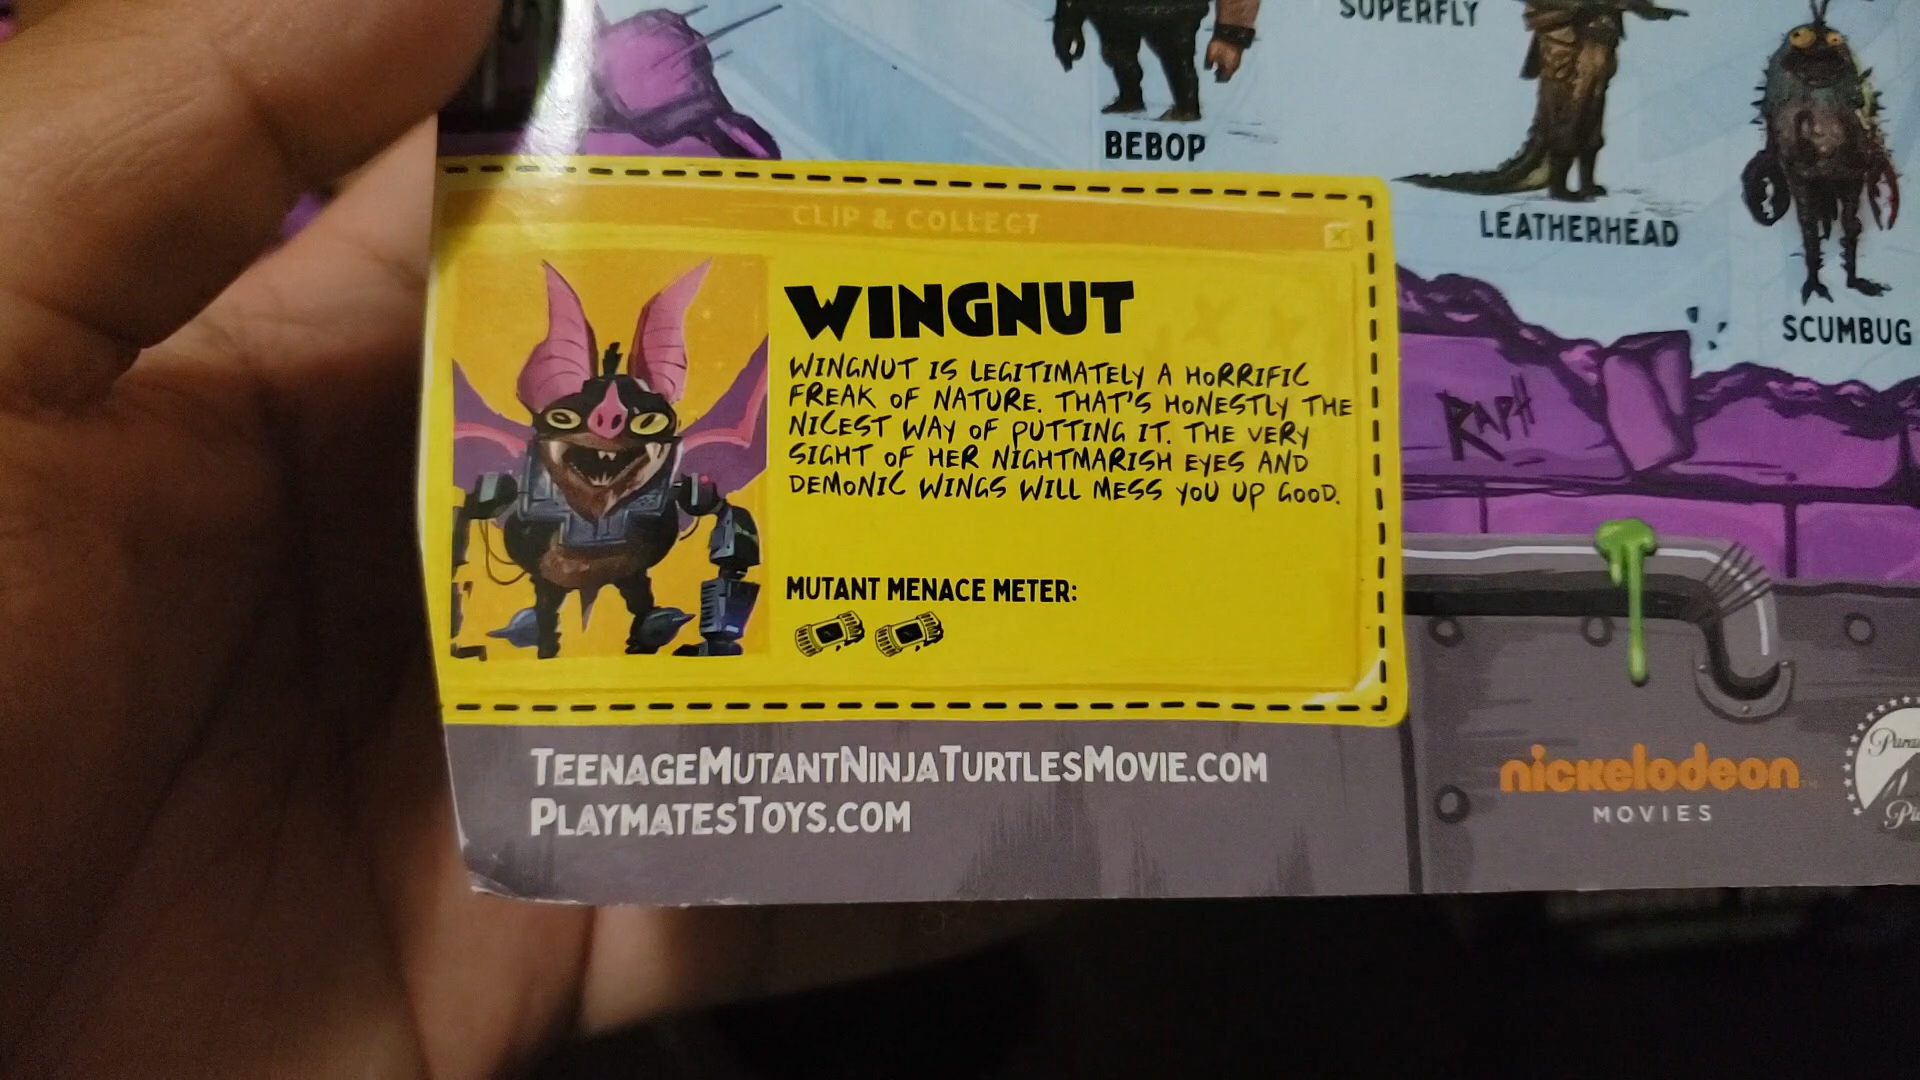 SUPERFLY
BEBOP
LEATHERHEAD
SCUMBUG
CLIP & COLLECT
WINGNUT
WINGNUT IS LEGITIMATELY A HORRIFIC
FREAK OF NATURE. THAT'S HONESTLY THE
NICEST WAY OF PUTTING IT. THE VERY
SIGHT OF HER NIGHTMARISH EYES AND
DEMONIC WINGS WILL MESS YOU UP GOOD.
MUTANT MENACE METER:
RAPH
TEENAGEMUTANTNINJATURTLESMOVIE.COM
PLAYMATESTOYS.COM
nickelodeon
MOVIES